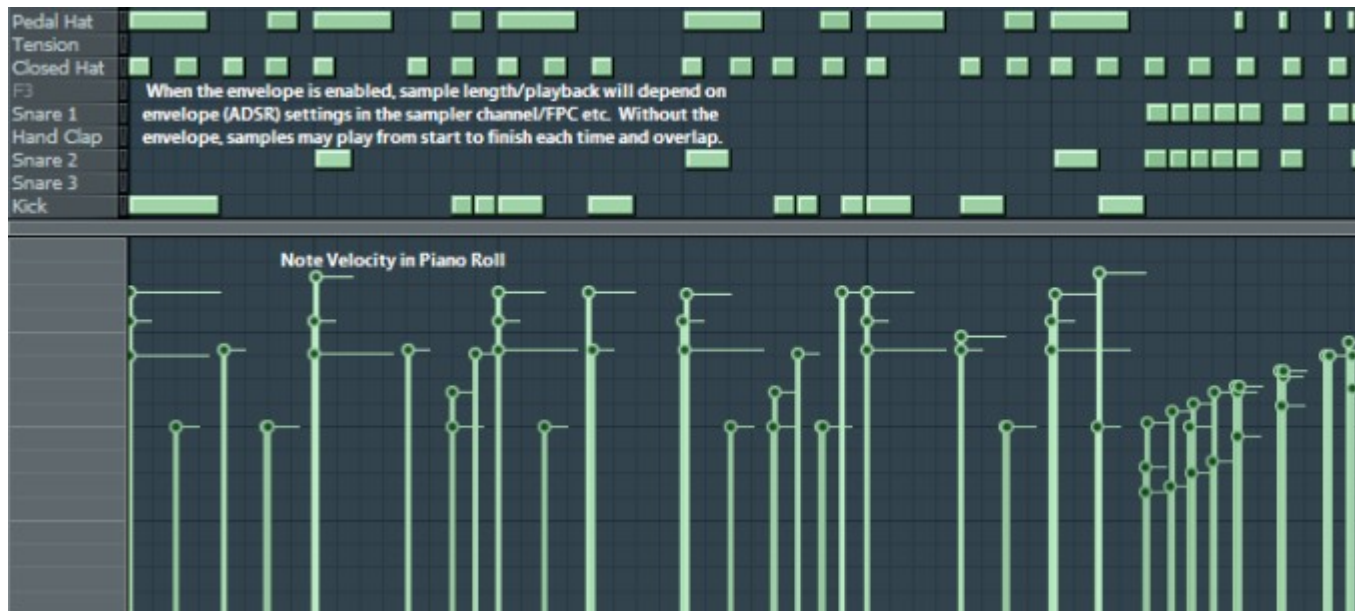 Pedal Hat
Tension
Closed Hat
F3
When the envelope is enabled, sample length/playback will depend on
Snare 1
envelope (ADSR) settings in the sampler channel/FPC etc. Without the
Hand Clap
envelope, samples may play from start to finish each time and overlap.
Snare 2
Snare 3
Kick
Note Velocity in Piano Roll